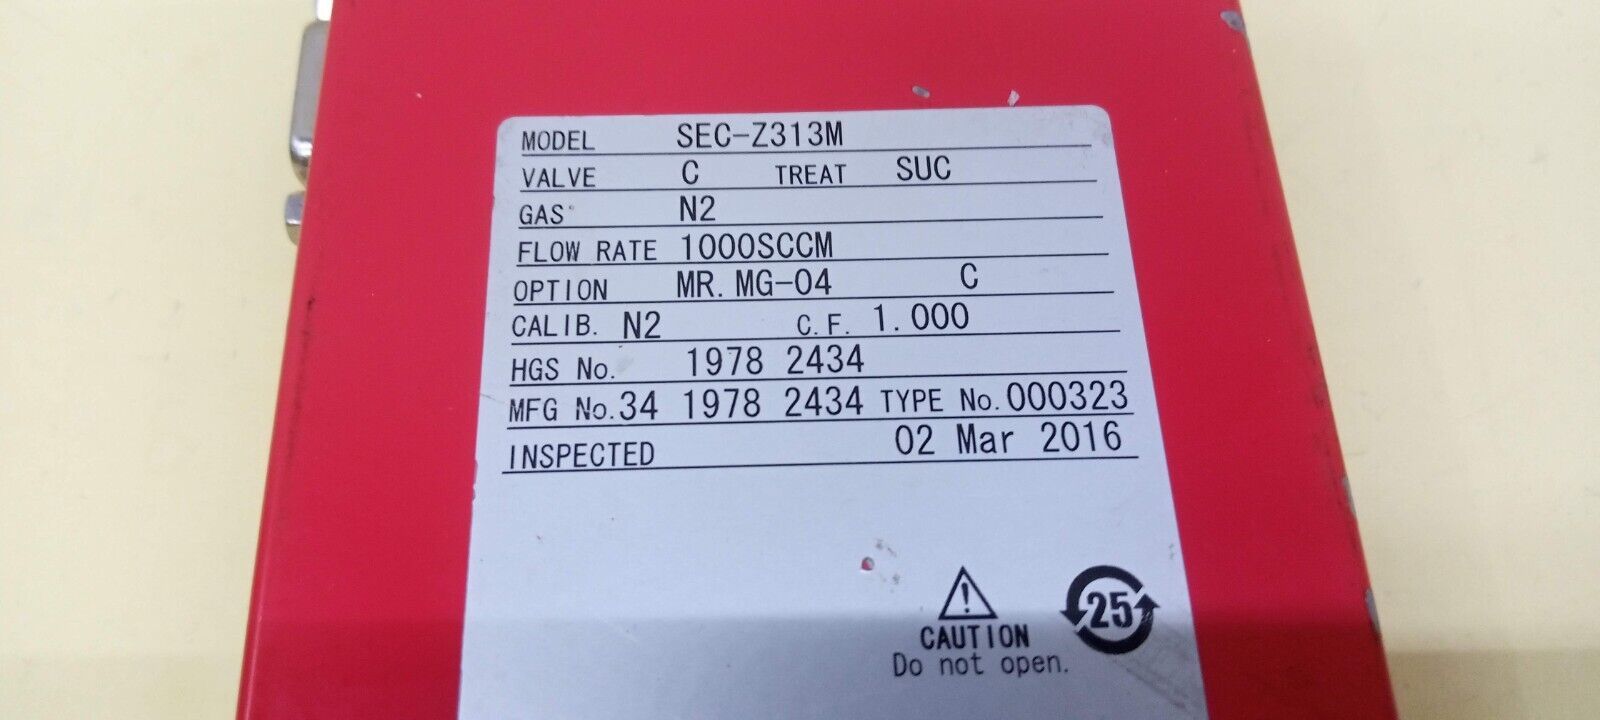 MODEL SEC-Z313M
VALVE C TREAT SUC
GAS N2
FLOW RATE 1000SCCM
OPTION MR. MG-04 C
CALIB. N2 C.F. 1.000
HGS No. 1978 2434
MFG No. 34 1978 2434 TYPE No. 000323
INSPECTED 02 Mar 2016
25
CAUTION
Do not open.